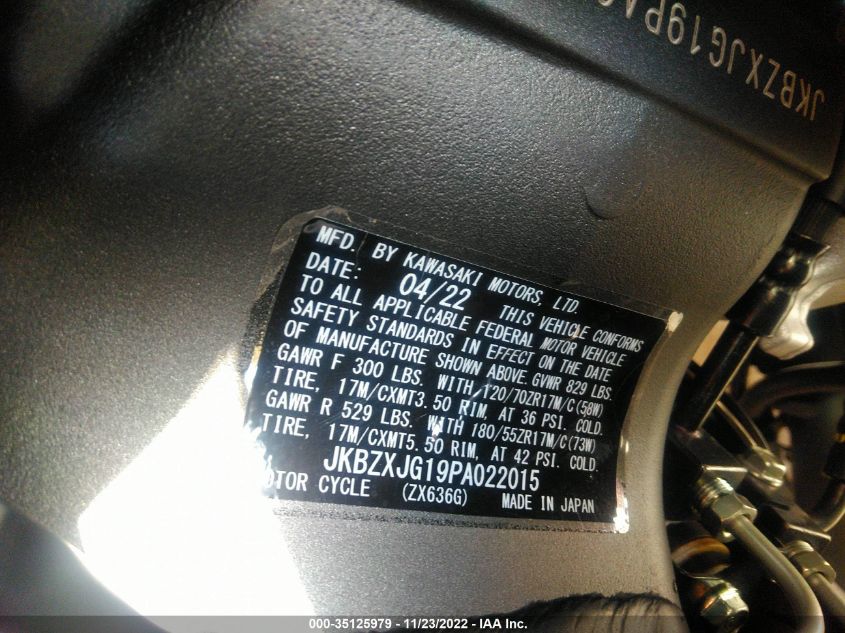 JKBZXJG19PA
MFD. BY KAWASAKI MOTORS, LTD.
DATE: 04/22 THIS VEHICLE CONFORMS
TO ALL APPLICABLE FEDERAL MOTOR VEHICLE
SAFETY STANDARDS IN EFFECT ON THE DATE
OF MANUFACTURE SHOWN ABOVE. GVWR 829 LBS.
GAWR F 300 LBS. WITH 120/70ZR17M/C(58W)
TIRE, 17M/CXMT3.50 RIM, AT 36 PSI. COLD.
GAWR R 529 LBS. WITH 180/55ZR17M/C(73W)
TIRE, 17M/CXMT5.50 RIM, AT 42 PSI. COLD.
JKBZXJG19PA022015
OTOR CYCLE (ZX636G) MADE IN JAPAN
000-35125979 - 11/23/2022 - IAA Inc.